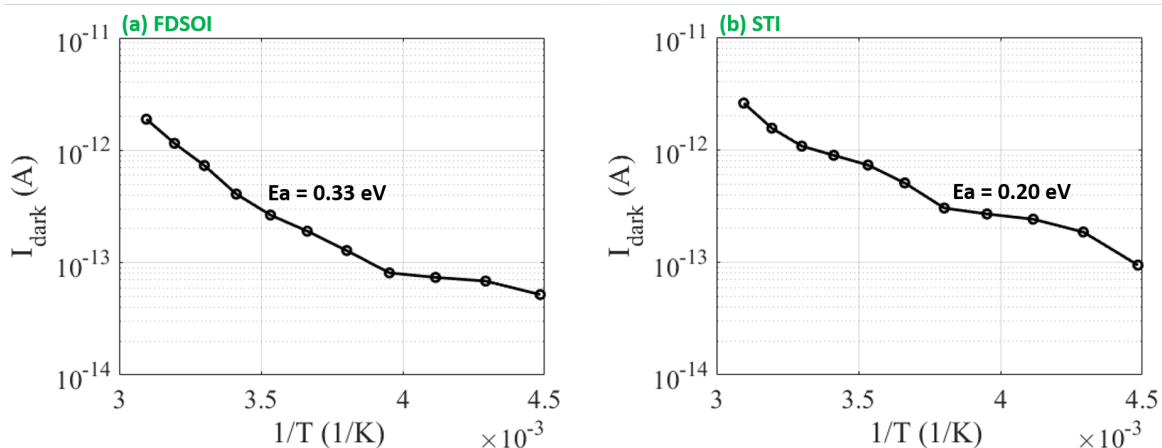 (a) FDSOI
10⁻¹¹
10⁻¹²
10⁻¹³
10⁻¹⁴
I_dark (A)
Ea = 0.33 eV
3 3.5 4 4.5
1/T (1/K) ×10⁻³
(b) STI
10⁻¹¹
10⁻¹²
10⁻¹³
10⁻¹⁴
I_dark (A)
Ea = 0.20 eV
3 3.5 4 4.5
1/T (1/K) ×10⁻³